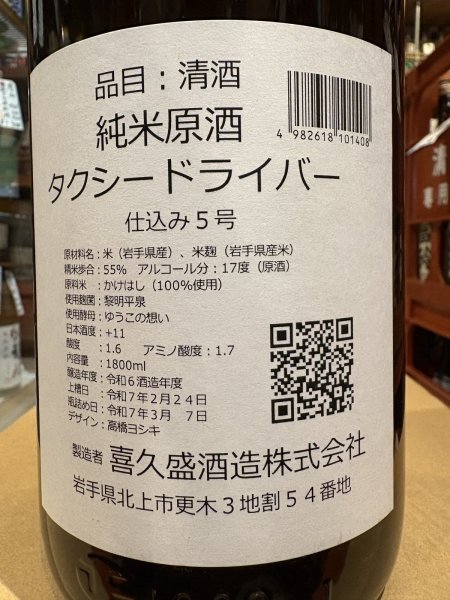 品目：清酒
4 982618 101408
純米原酒
タクシードライバー
仕込み５号
原材料名：米（岩手県産）、米麹（岩手県産米）
精米歩合：55％　アルコール分：17度（原酒）
原料米　：かけはし（100％使用）
使用麹菌：黎明平泉
使用酵母：ゆうこの想い
日本酒度：+11
酸度　　：1.6　アミノ酸度：1.7
内容量　：1800ml
醸造年度：令和６酒造年度
上槽日　：令和７年２月２４日
瓶詰め日：令和７年３月　７日
デザイン：高橋ヨシキ
製造者　喜久盛酒造株式会社
岩手県北上市更木３地割５４番地
清
専用